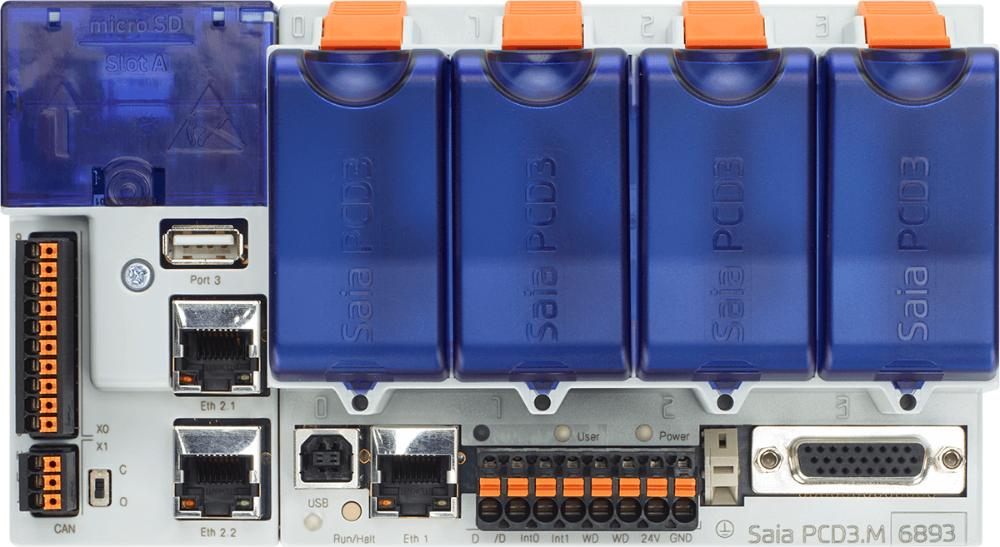 micro SD
Slot A
0
1
2
3
Saia PCD3
Saia PCD3
Saia PCD3
Saia PCD3
Port 3
Eth 2.1
0
1
2
3
X0
X1
User
Power
C
O
USB
CAN
Eth 2.2
Run/Halt
Eth 1
D /D Int0 Int1 WD WD 24V GND
Saia PCD3.M 6893